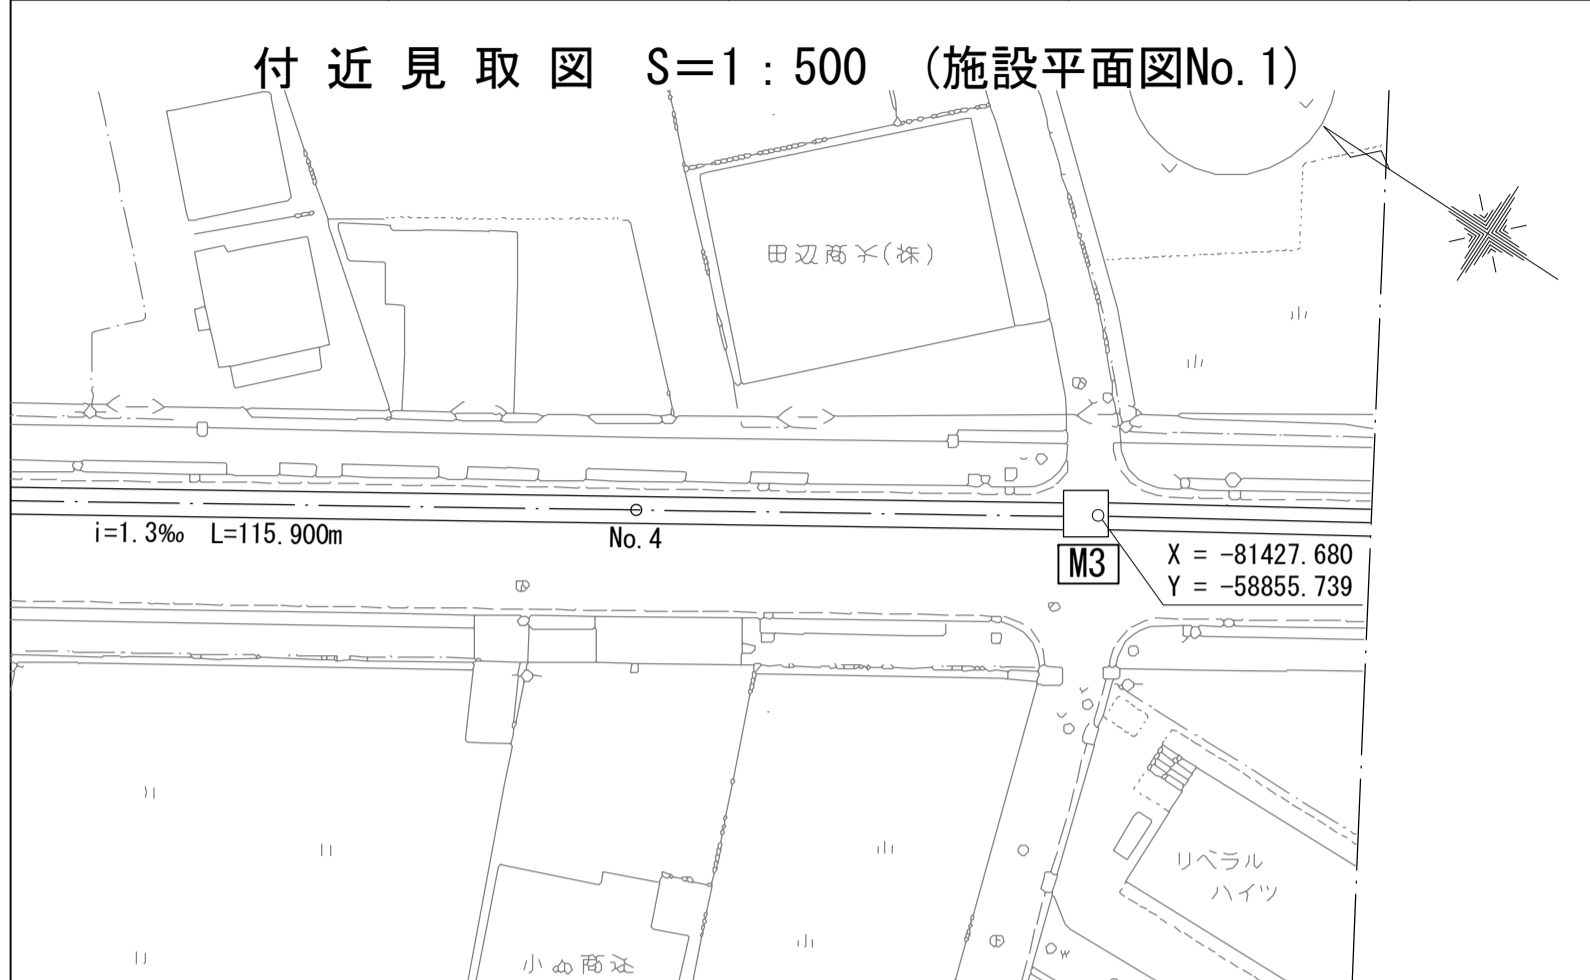 付近見取図 S=1:500 (施設平面図No.1)
田辺商大(株)
i=1.3‰ L=115.900m
No.4
M3
X = -81427.680
Y = -58855.739
リベラル
ハイツ